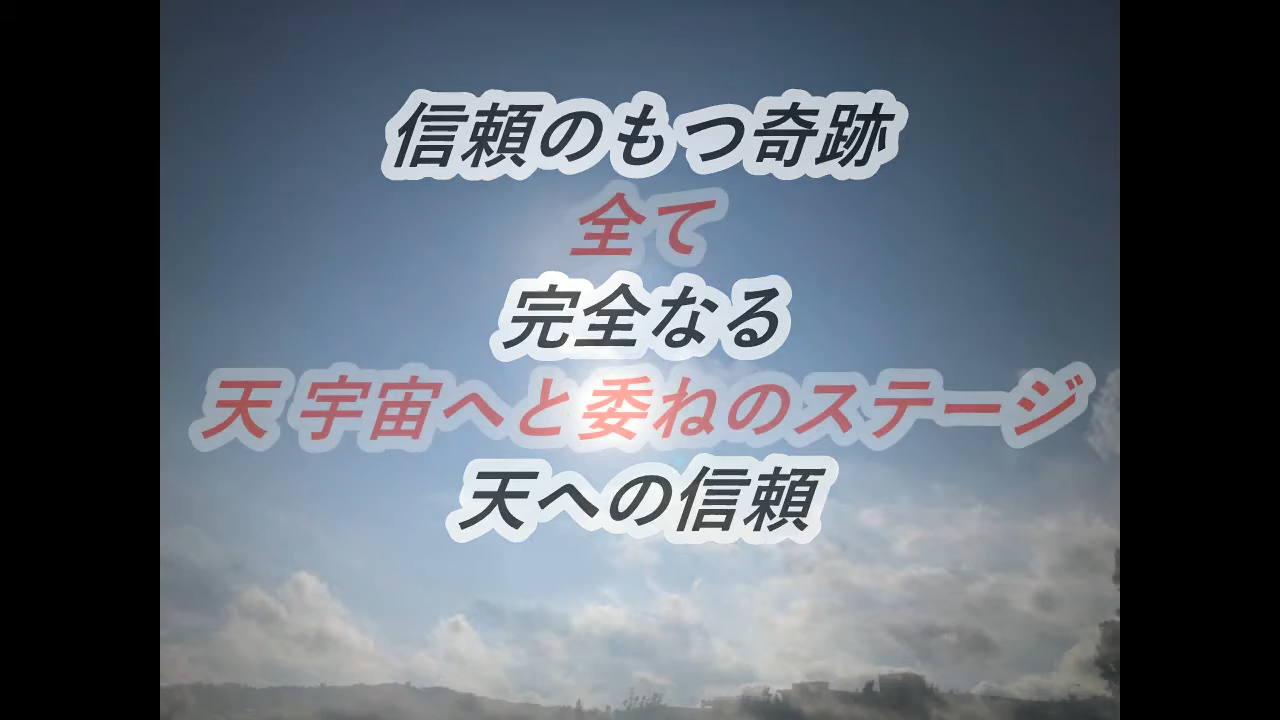 信頼のもつ奇跡
全て
完全なる
天 宇宙へと委ねのステージ
天への信頼